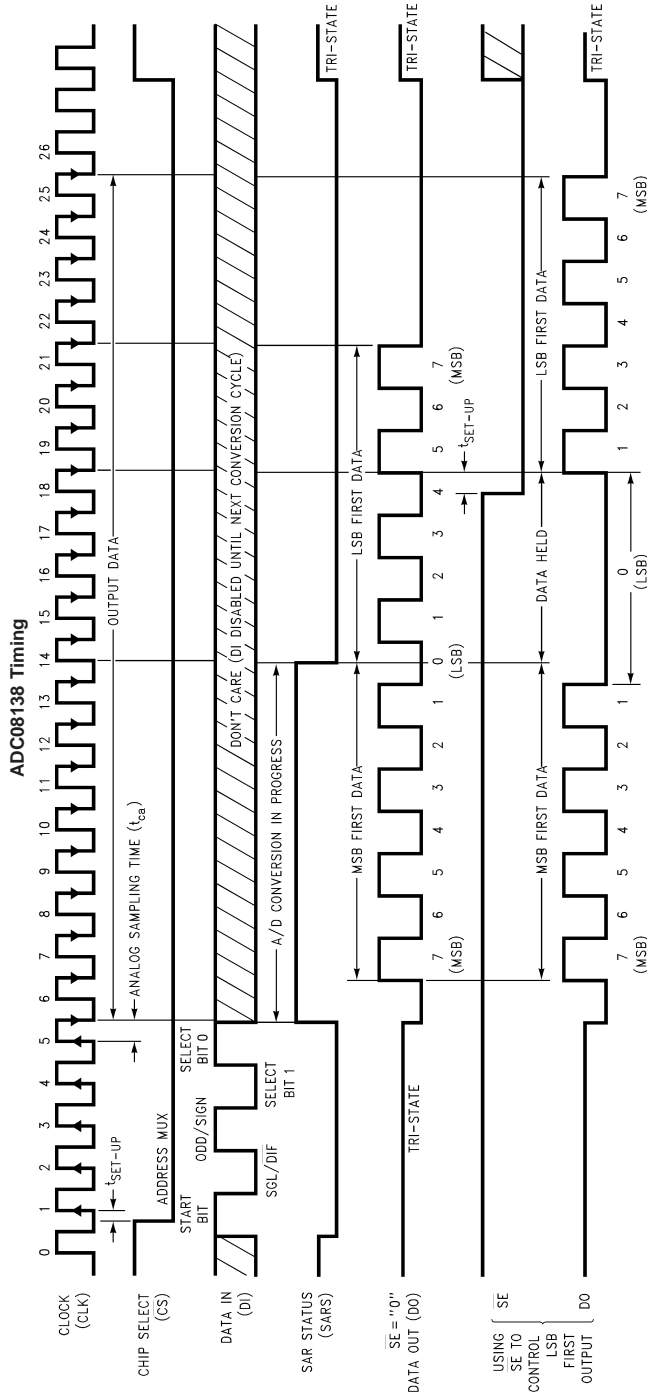 ADC08138 Timing
0 1 2 3 4 5 6 7 8 9 10 11 12 13 14 15 16 17 18 19 20 21 22 23 24 25 26
CLOCK
(CLK)
tSET-UP
ANALOG SAMPLING TIME (tca)
OUTPUT DATA
CHIP SELECT
(CS)
ADDRESS MUX
START
BIT
ODD/SIGN
SELECT
BIT 0
DATA IN
(DI)
DON'T CARE (DI DISABLED UNTIL NEXT CONVERSION CYCLE)
SGL/DIF
SELECT
BIT 1
A/D CONVERSION IN PROGRESS
SAR STATUS
(SARS)
TRI-STATE
MSB FIRST DATA
LSB FIRST DATA
SE = "0"
DATA OUT (DO)
TRI-STATE
TRI-STATE
7 6 5 4 3 2 1 0 1 2 3 4 5 6 7
(MSB)
(LSB)
(MSB)
tSET-UP
USING
SE TO
CONTROL
LSB
FIRST
OUTPUT
SE
MSB FIRST DATA
DATA HELD
LSB FIRST DATA
DO
TRI-STATE
7 6 5 4 3 2 1 0 1 2 3 4 5 6 7
(MSB)
(LSB)
(MSB)